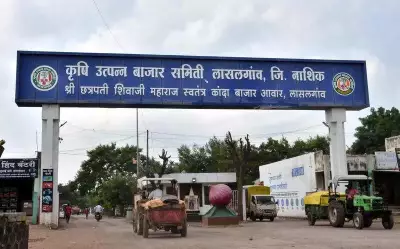 कृषि उत्पन्न बाजार समिती, लासलगांव, जि. नाशिक
श्री छत्रपती शिवाजी महाराज स्वतंत्र कांदा बाजार आवार, लासलगांव